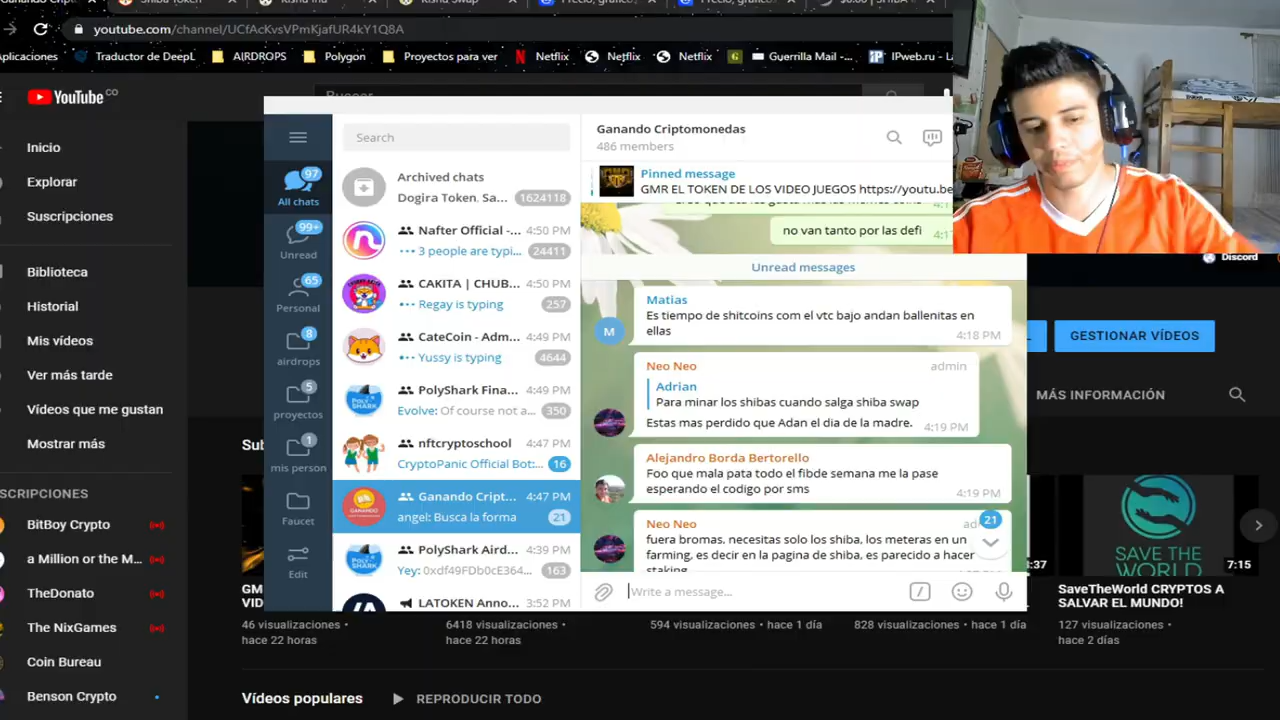 Shiba Token
Kishu Inu
Kishu Swap
youtube.com/channel/UCfAcKvsVPmKjafUR4kY1Q8A
Aplicaciones
Traductor de DeepL
AIRDROPS
Polygon
Proyectos para ver
Netflix
Netflix
Netflix
Guerrilla Mail -...
IPweb.ru -
YouTube CO
Buscar
Inicio
Explorar
Suscripciones
Biblioteca
Historial
Mis vídeos
Ver más tarde
Vídeos que me gustan
Mostrar más
SCRIPCIONES
BitBoy Crypto
a Million or the M...
TheDonato
The NixGames
Coin Bureau
Benson Crypto
97
All chats
99+
Unread
65
Personal
8
airdrops
5
proyectos
1
mis person
Faucet
Edit
Search
Archived chats
Dogira Token, Sa...
1624118
Nafter Official -... 4:50 PM
3 people are typi... 24411
CAKITA | CHUB... 4:50 PM
Regay is typing 257
CateCoin - Adm... 4:49 PM
Yussy is typing 4644
PolyShark Fina... 4:49 PM
Evolve: Of course not a... 350
nftcryptoschool 4:47 PM
CryptoPanic Official Bot:... 16
Ganando Cript... 4:47 PM
angel: Busca la forma 21
PolyShark Aird... 4:39 PM
Yey: 0xdf49FDb0cE364... 163
LATOKEN Anno... 3:52 PM
Ganando Criptomonedas
486 members
Pinned message
GMR EL TOKEN DE LOS VIDEO JUEGOS https://youtu.be
no van tanto por las defi
Unread messages
Matias
Es tiempo de shitcoins com el vtc bajo andan ballenitas en
ellas
4:18 PM
M
Neo Neo admin
Adrian
Para minar los shibas cuando salga shiba swap
Estas mas perdido que Adan el dia de la madre. 4:19 PM
Alejandro Borda Bertorello
Foo que mala pata todo el fibde semana me la pase
esperando el codigo por sms
4:19 PM
Neo Neo
21
fuera bromas. necesitas solo los shiba, los meteras en un
farming, es decir en la pagina de shiba, es parecido a hacer
staking
Write a message...
Discord
GESTIONAR VÍDEOS
MÁS INFORMACIÓN
Sub
SAVE THE
WORLD
4:37
7:15
GM
VID
46 visualizaciones •
hace 22 horas
6418 visualizaciones •
hace 22 horas
594 visualizaciones • hace 1 día
828 visualizaciones • hace 1 día
SaveTheWorld CRYPTOS A
SALVAR EL MUNDO!
127 visualizaciones •
hace 2 días
Vídeos populares
REPRODUCIR TODO